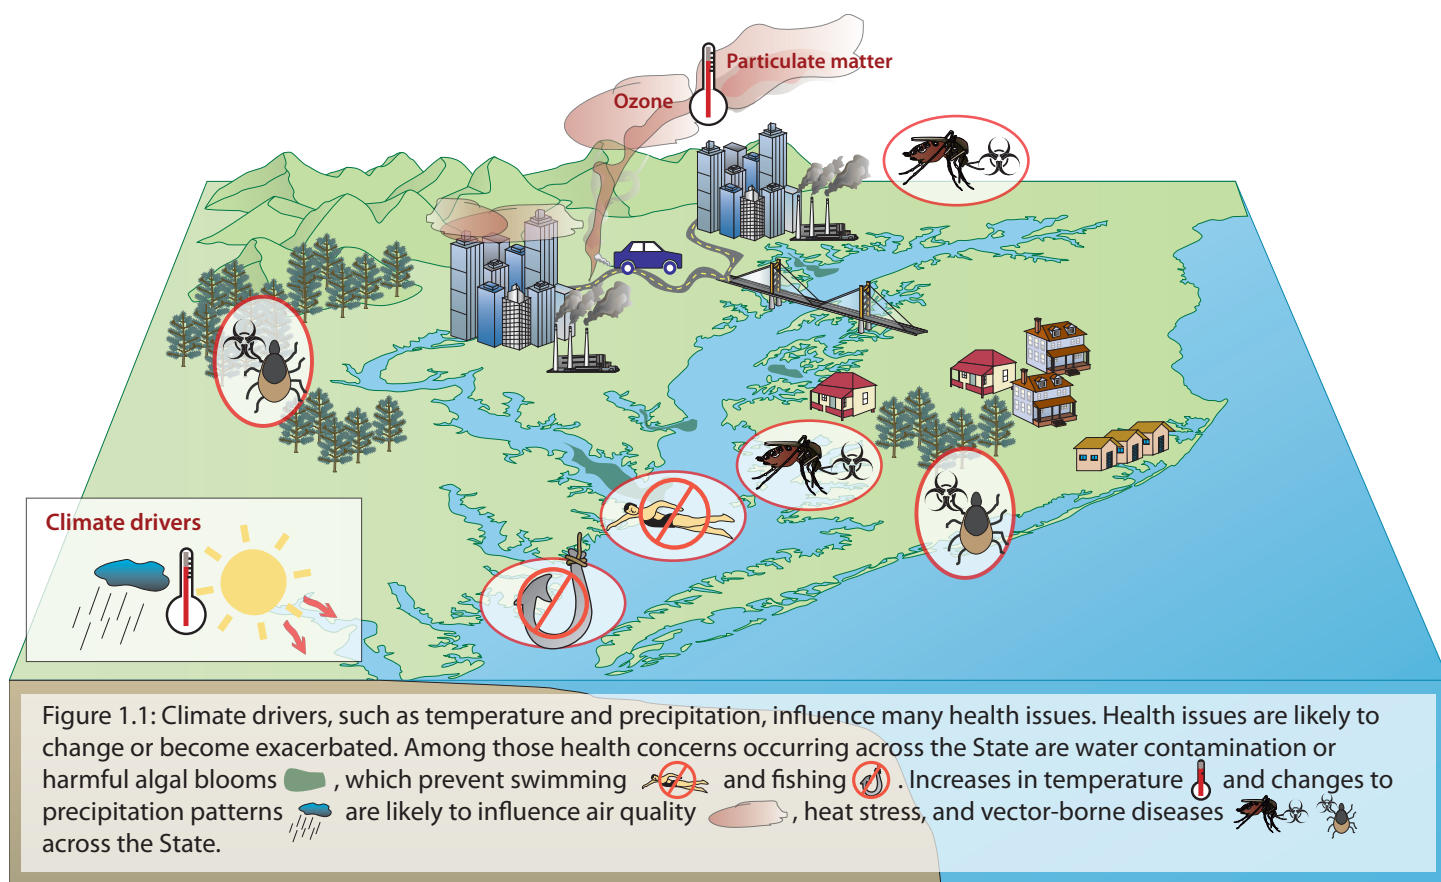 Particulate matter
Ozone
Climate drivers
Figure 1.1: Climate drivers, such as temperature and precipitation, influence many health issues. Health issues are likely to
change or become exacerbated. Among those health concerns occurring across the State are water contamination or
harmful algal blooms , which prevent swimming and fishing . Increases in temperature and changes to
precipitation patterns are likely to influence air quality , heat stress, and vector-borne diseases
across the State.